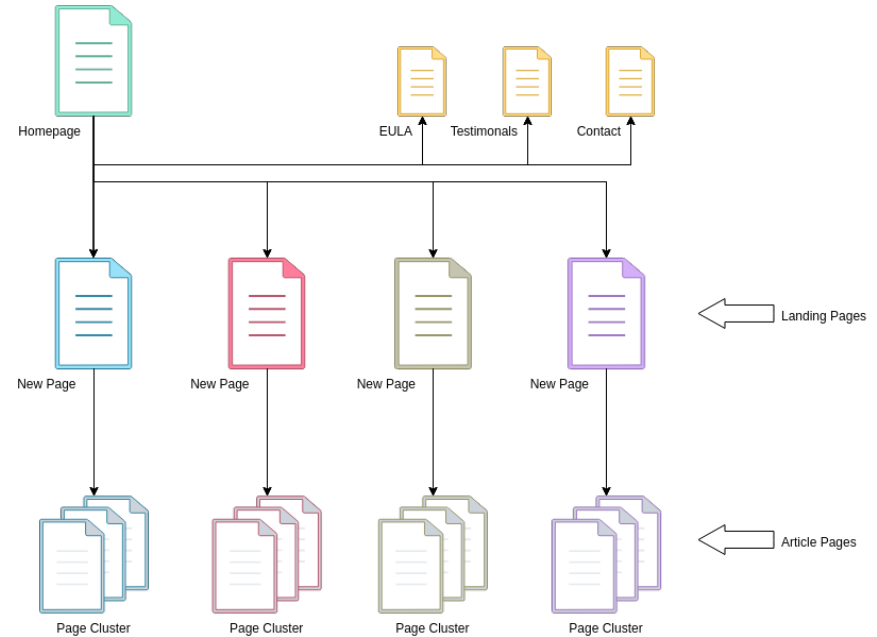 Homepage
EULA
Testimonals
Contact
New Page
New Page
New Page
New Page
Landing Pages
Article Pages
Page Cluster
Page Cluster
Page Cluster
Page Cluster